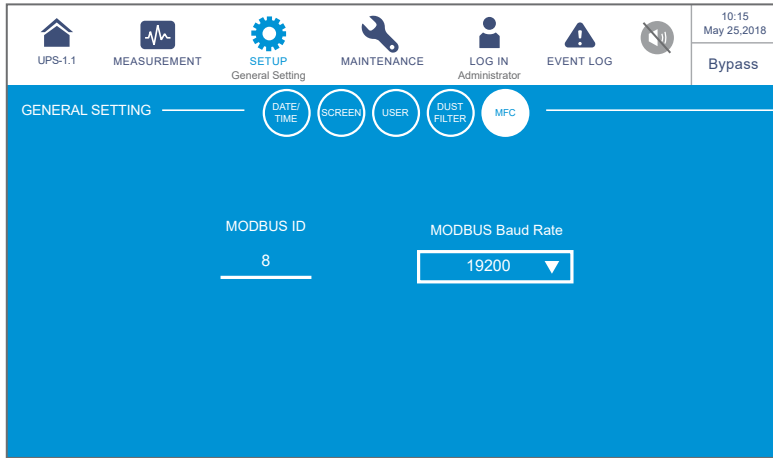 UPS-1.1
MEASUREMENT
SETUP
General Setting
MAINTENANCE
LOG IN
Administrator
EVENT LOG
10:15
May 25,2018
Bypass
GENERAL SETTING
DATE/
TIME
SCREEN
USER
DUST
FILTER
MFC
MODBUS ID
8
MODBUS Baud Rate
19200